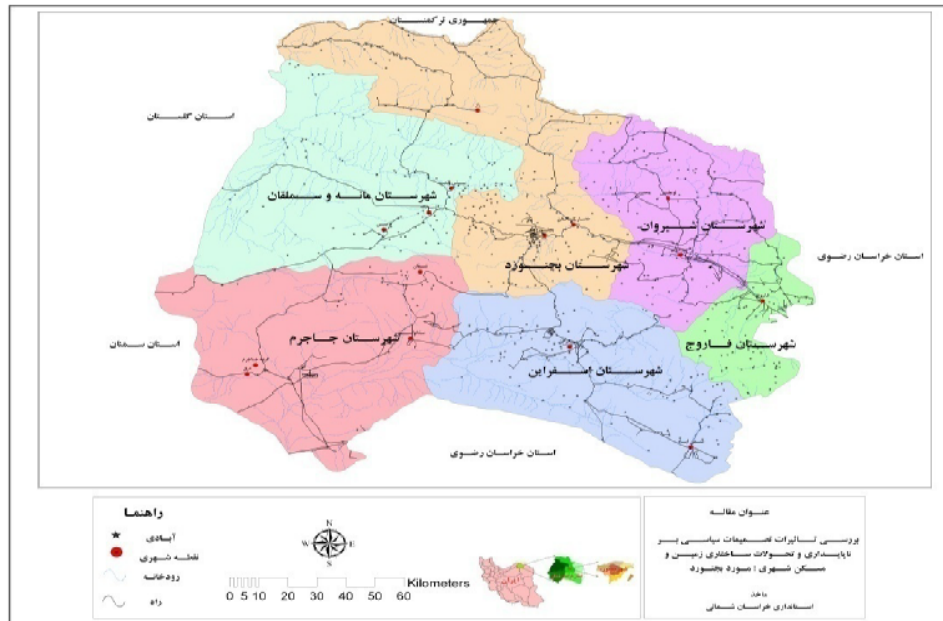 جمهوری ترکمنستان
استان گلستان
شهرستان مانه و سملقان
شهرستان شیروان
استان خراسان رضوی
شهرستان بجنورد
استان سمنان
شهرستان جاجرم
شهرستان فاروج
شهرستان اسفراین
استان خراسان رضوی
راهنما
آبادی
نقطه شهری
رودخانه
راه
N
W E
S
Kilometers
0 5 10 20 30 40 50 60
عنوان مقاله
بررسی تاثیرات تصمیمات سیاسی بر
ناپایداری و تحولات ساختاری زمین و
مسکن شهری : مورد بجنورد
استانداری خراسان شمالی